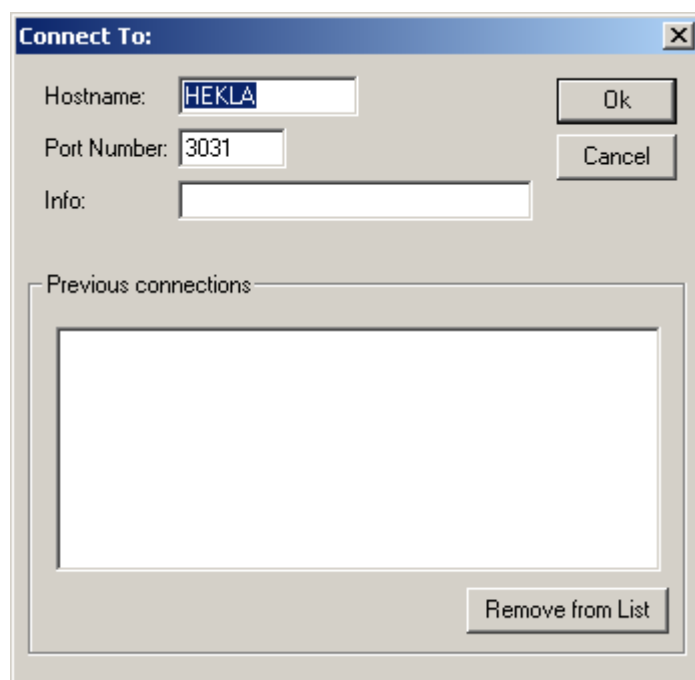 Connect To:
Hostname: HEKLA
Ok
Port Number: 3031
Cancel
Info:
Previous connections
Remove from List